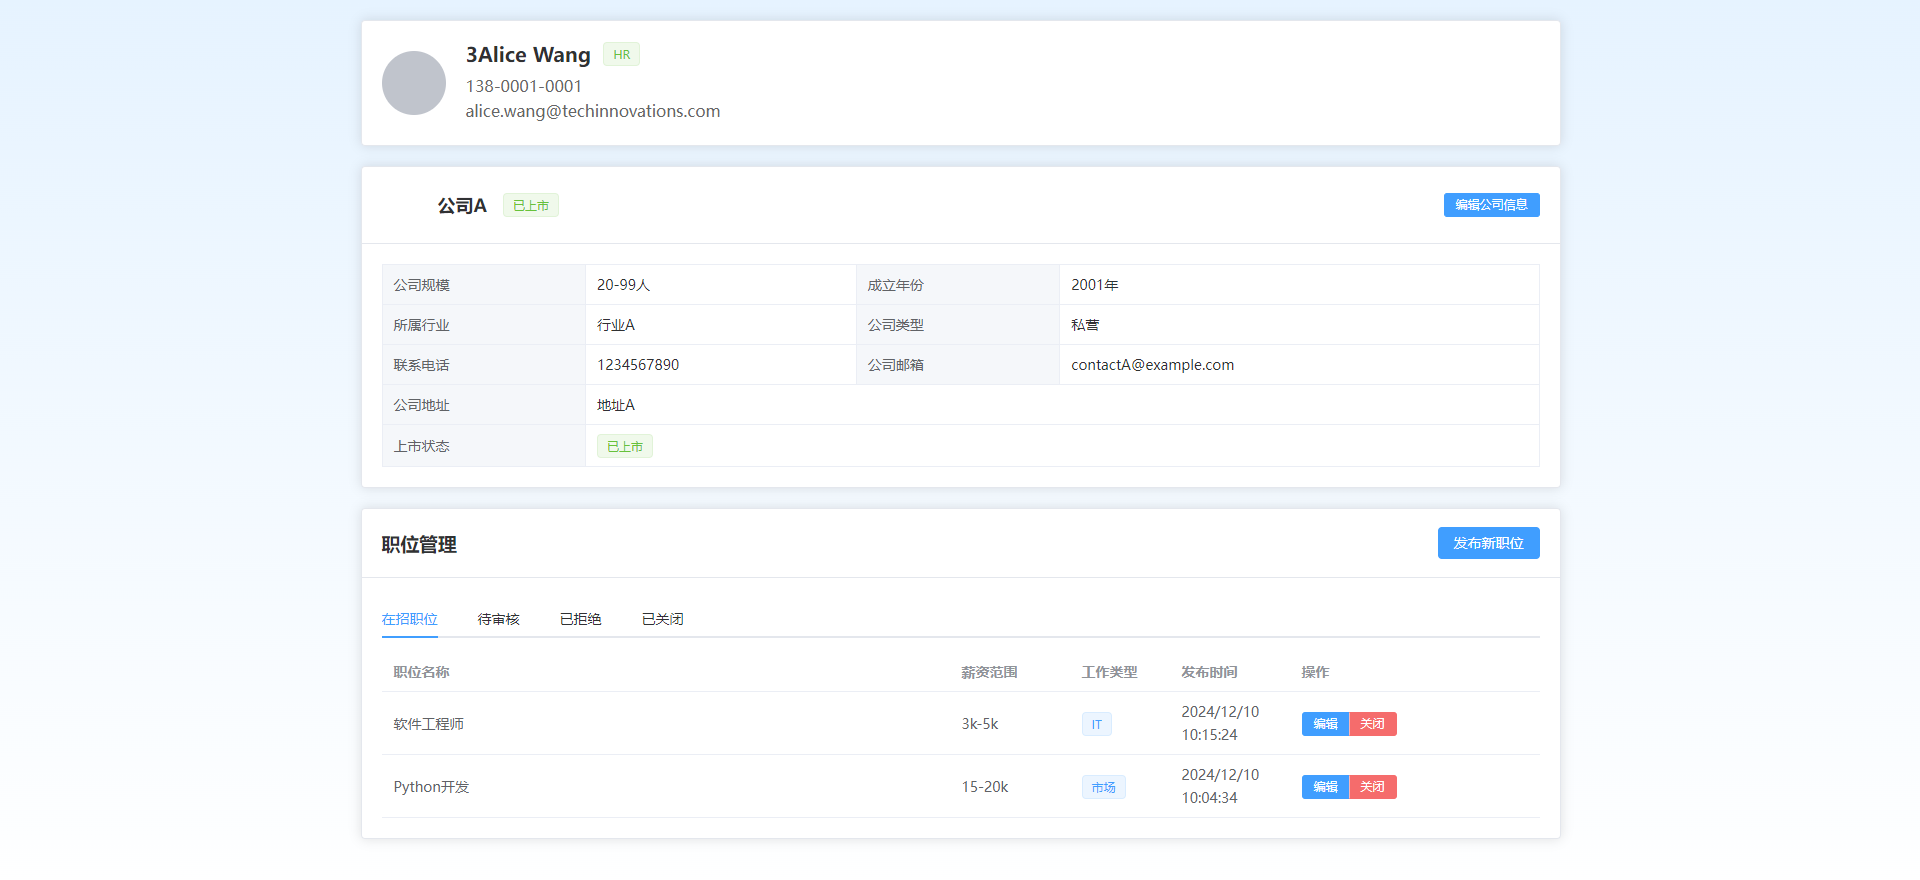 3Alice Wang HR
138-0001-0001
alice.wang@techinnovations.com
公司A 已上市 编辑公司信息
公司规模 20-99人 成立年份 2001年
所属行业 行业A 公司类型 私营
联系电话 1234567890 公司邮箱 contactA@example.com
公司地址 地址A
上市状态 已上市
职位管理 发布新职位
在招职位 待审核 已拒绝 已关闭
职位名称 薪资范围 工作类型 发布时间 操作
软件工程师 3k-5k IT 2024/12/10 10:15:24 编辑 关闭
Python开发 15-20k 市场 2024/12/10 10:04:34 编辑 关闭